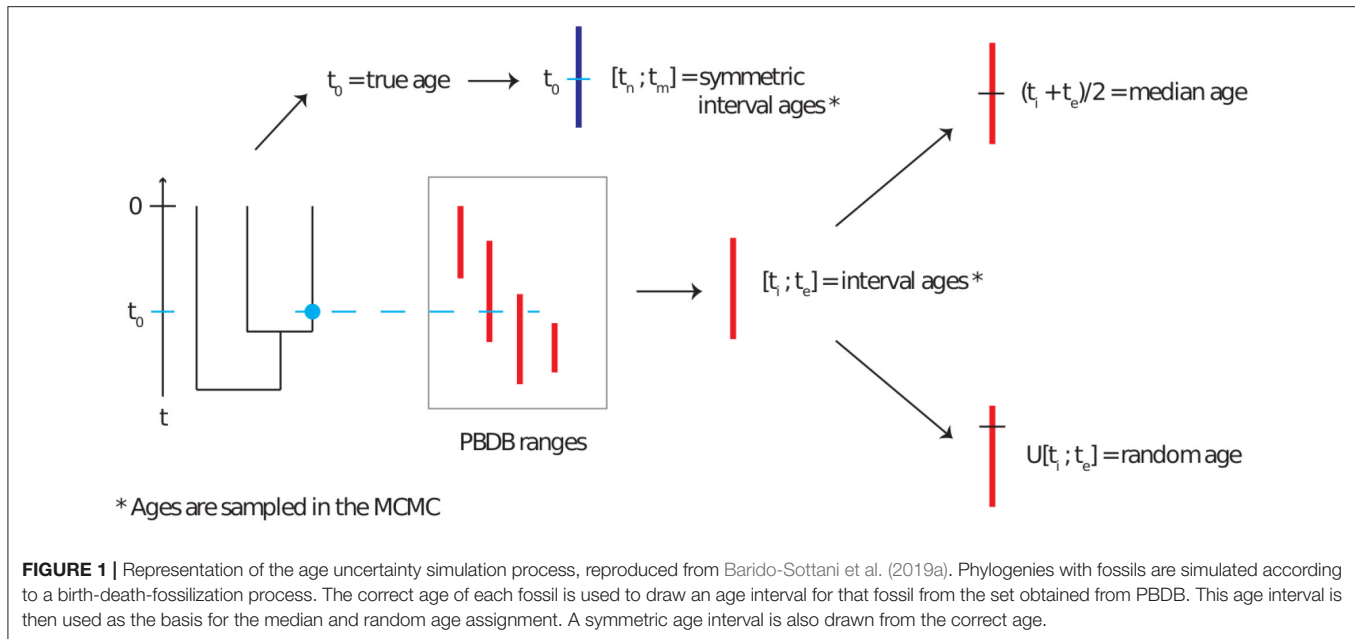 t₀ = true age
t₀
[tₙ ; tₘ] = symmetric
interval ages *
(tᵢ + tₑ)/2 = median age
0
t₀
t
PBDB ranges
[tᵢ ; tₑ] = interval ages *
U[tᵢ ; tₑ] = random age
* Ages are sampled in the MCMC
FIGURE 1 | Representation of the age uncertainty simulation process, reproduced from Barido-Sottani et al. (2019a). Phylogenies with fossils are simulated according
to a birth-death-fossilization process. The correct age of each fossil is used to draw an age interval for that fossil from the set obtained from PBDB. This age interval is
then used as the basis for the median and random age assignment. A symmetric age interval is also drawn from the correct age.